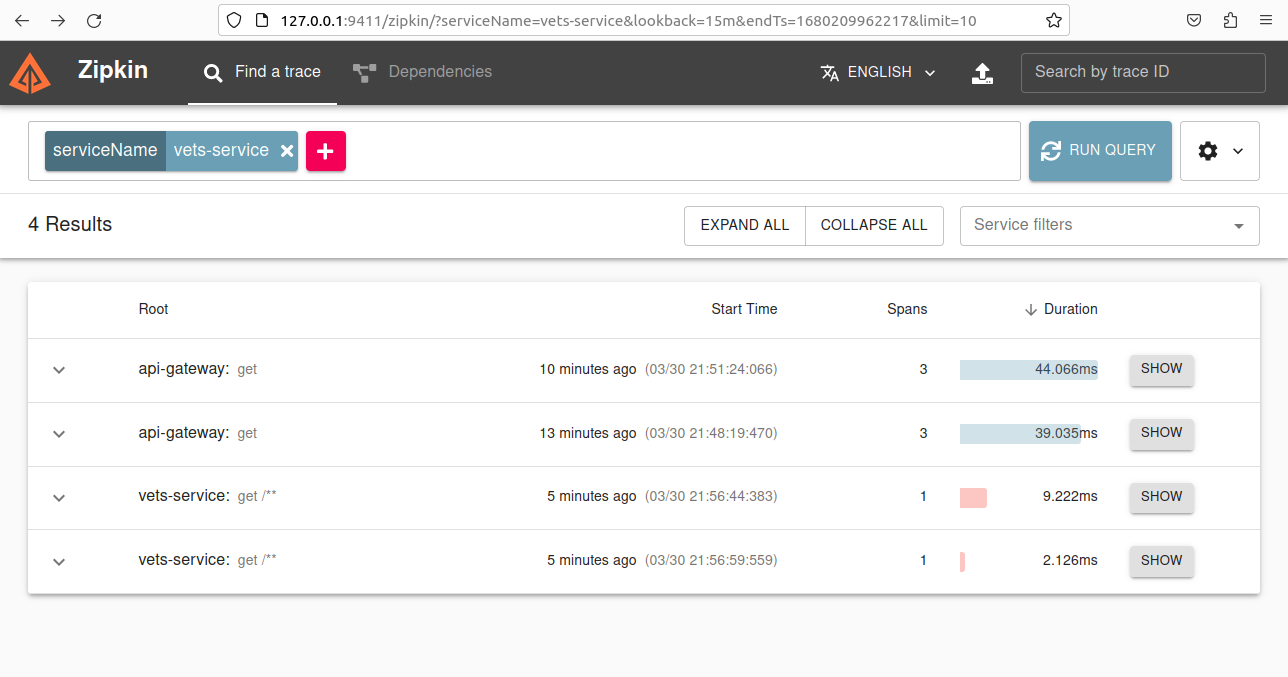 127.0.0.1:9411/zipkin/?serviceName=vets-service&lookback=15m&endTs=1680209962217&limit=10
Zipkin Find a trace Dependencies ENGLISH Search by trace ID
serviceName vets-service RUN QUERY
4 Results EXPAND ALL COLLAPSE ALL Service filters
Root Start Time Spans Duration
api-gateway: get 10 minutes ago (03/30 21:51:24:066) 3 44.066ms SHOW
api-gateway: get 13 minutes ago (03/30 21:48:19:470) 3 39.035ms SHOW
vets-service: get /** 5 minutes ago (03/30 21:56:44:383) 1 9.222ms SHOW
vets-service: get /** 5 minutes ago (03/30 21:56:59:559) 1 2.126ms SHOW